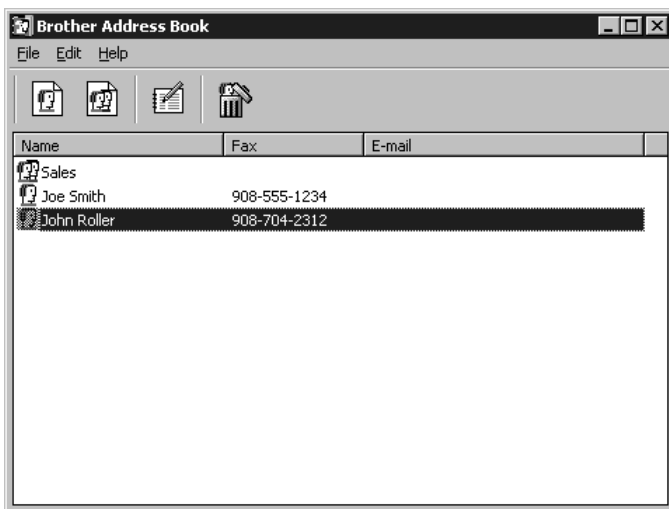 Brother Address Book
File Edit Help
Name Fax E-mail
Sales
Joe Smith 908-555-1234
John Roller 908-704-2312